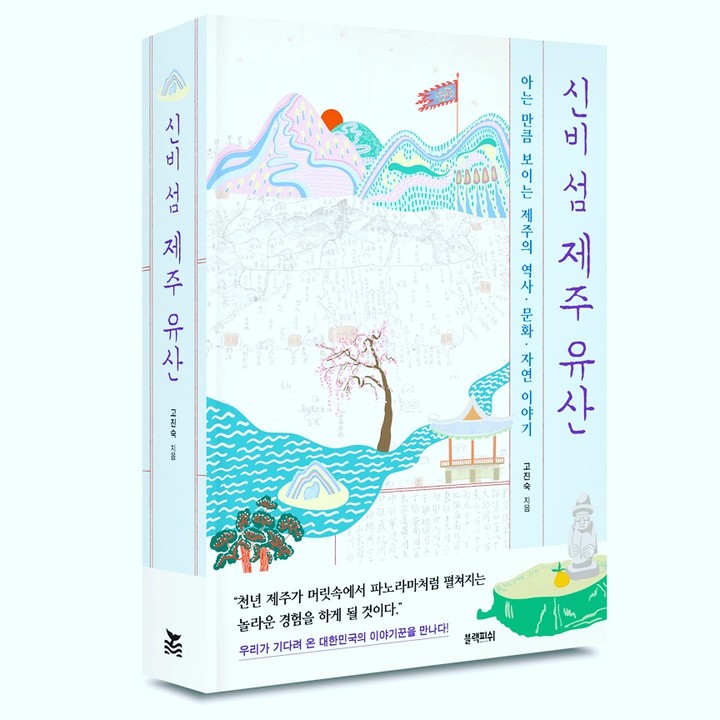 신비 섬 제주 유산
고진숙 지음
신비 섬 제주 유산
아는 만큼 보이는 제주의 역사·문화·자연 이야기
고진숙 지음
“천년 제주가 머릿속에서 파노라마처럼 펼쳐지는
놀라운 경험을 하게 될 것이다.”
우리가 기다려 온 대한민국의 이야기꾼을 만나다!
블랙피쉬